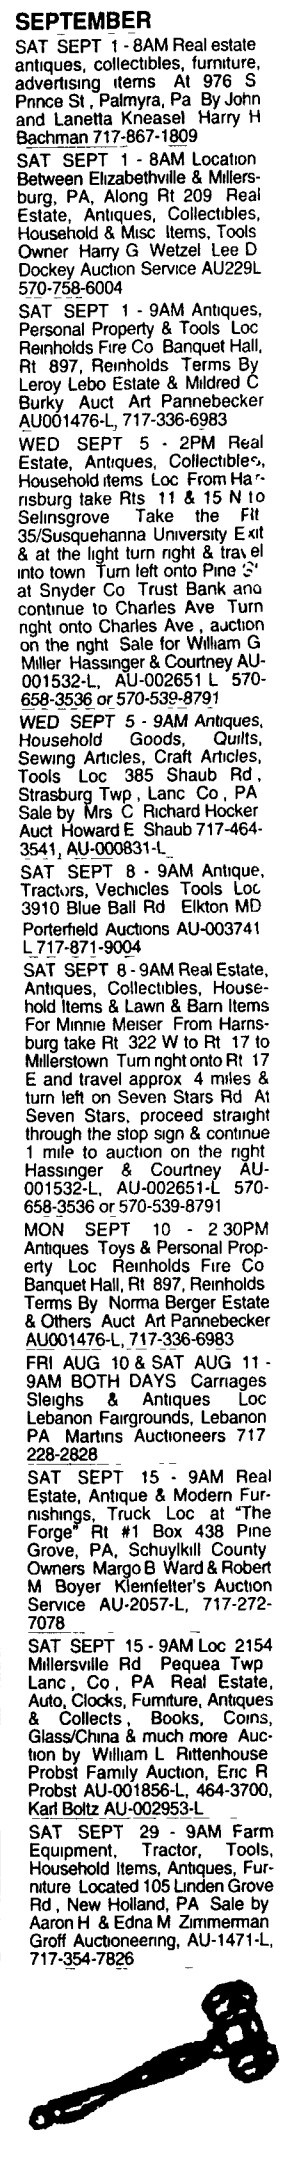 SEPTEMBER
SAT SEPT 1 - 8AM Real estate
antiques, collectibles, furniture,
advertising items At 976 S
Prince St, Palmyra, Pa By John
and Lanetta Kneasel Harry H
Bachman 717-867-1809
SAT SEPT 1 - 8AM Location
Between Elizabethville & Millers-
burg, PA, Along Rt 209 Real
Estate, Antiques, Collectibles,
Household & Misc Items, Tools
Owner Harry G Wetzel Lee D
Dockey Auction Service AU229L
570-758-6004
SAT SEPT 1 - 9AM Antiques,
Personal Property & Tools Loc
Reinholds Fire Co Banquet Hall,
Rt 897, Reinholds Terms By
Leroy Lebo Estate & Mildred C
Burky Auct Art Pannebecker
AU001476-L, 717-336-6983
WED SEPT 5 - 2PM Real
Estate, Antiques, Collectibles,
Household items Loc From Har-
risburg take Rts 11 & 15 N to
Selinsgrove Take the Rt
35/Susquehanna University Exit
& at the light turn right & travel
into town Turn left onto Pine St
at Snyder Co Trust Bank and
continue to Charles Ave Turn
right onto Charles Ave, auction
on the right Sale for William G
Miller Hassinger & Courtney AU-
001532-L, AU-002651 L 570-
658-3536 or 570-539-8791
WED SEPT 5 - 9AM Antiques,
Household Goods, Quilts,
Sewing Articles, Craft Articles,
Tools Loc 385 Shaub Rd,
Strasburg Twp, Lanc Co, PA
Sale by Mrs C Richard Hocker
Auct Howard E Shaub 717-464-
3541, AU-000831-L
SAT SEPT 8 - 9AM Antique,
Tractors, Vechicles Tools Loc
3910 Blue Ball Rd Elkton MD
Porterfield Auctions AU-003741
L 717-871-9004
SAT SEPT 8 - 9AM Real Estate,
Antiques, Collectibles, House-
hold Items & Lawn & Barn Items
For Minnie Meiser From Harris-
burg take Rt 322 W to Rt 17 to
Millerstown Turn right onto Rt 17
E and travel approx 4 miles &
turn left on Seven Stars Rd At
Seven Stars, proceed straight
through the stop sign & continue
1 mile to auction on the right
Hassinger & Courtney AU-
001532-L, AU-002651-L 570-
658-3536 or 570-539-8791
MON SEPT 10 - 2 30PM
Antiques Toys & Personal Prop-
erty Loc Reinholds Fire Co
Banquet Hall, Rt 897, Reinholds
Terms By Norma Berger Estate
& Others Auct Art Pannebecker
AU001476-L, 717-336-6983
FRI AUG 10 & SAT AUG 11 -
9AM BOTH DAYS Carriages
Sleighs & Antiques Loc
Lebanon Fairgrounds, Lebanon
PA Martins Auctioneers 717
228-2828
SAT SEPT 15 - 9AM Real
Estate, Antique & Modern Fur-
nishings, Truck Loc at "The
Forge" Rt #1 Box 438 Pine
Grove, PA, Schuylkill County
Owners Margo B Ward & Robert
M Boyer Kleinfelter's Auction
Service AU-2057-L, 717-272-
7078
SAT SEPT 15 - 9AM Loc 2154
Millersville Rd Pequea Twp
Lanc, Co, PA Real Estate,
Auto, Clocks, Furniture, Antiques
& Collects, Books, Coins,
Glass/China & much more Auc-
tion by William L Rittenhouse
Probst Family Auction, Eric R
Probst AU-001856-L, 464-3700,
Karl Boltz AU-002953-L
SAT SEPT 29 - 9AM Farm
Equipment, Tractor, Tools,
Household Items, Antiques, Fur-
niture Located 105 Linden Grove
Rd, New Holland, PA Sale by
Aaron H & Edna M Zimmerman
Groff Auctioneering, AU-1471-L,
717-354-7826